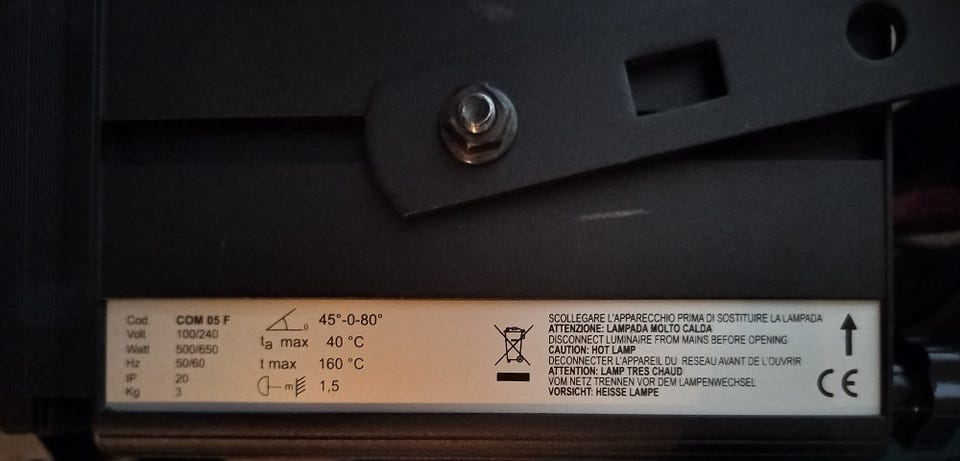 Cod. COM 05 F
Volt 100/240
Watt 500/650
Hz 50/60
IP 20
Kg 3
45°-0-80°
ta max 40 °C
t max 160 °C
m 1,5
SCOLLEGARE L'APPARECCHIO PRIMA DI SOSTITUIRE LA LAMPADA
ATTENZIONE: LAMPADA MOLTO CALDA
DISCONNECT LUMINAIRE FROM MAINS BEFORE OPENING
CAUTION: HOT LAMP
DECONNECTER L'APPAREIL DU RESEAU AVANT DE L'OUVRIR
ATTENTION: LAMP TRES CHAUD
VOM NETZ TRENNEN VOR DEM LAMPENWECHSEL
VORSICHT: HEISSE LAMPE
CE